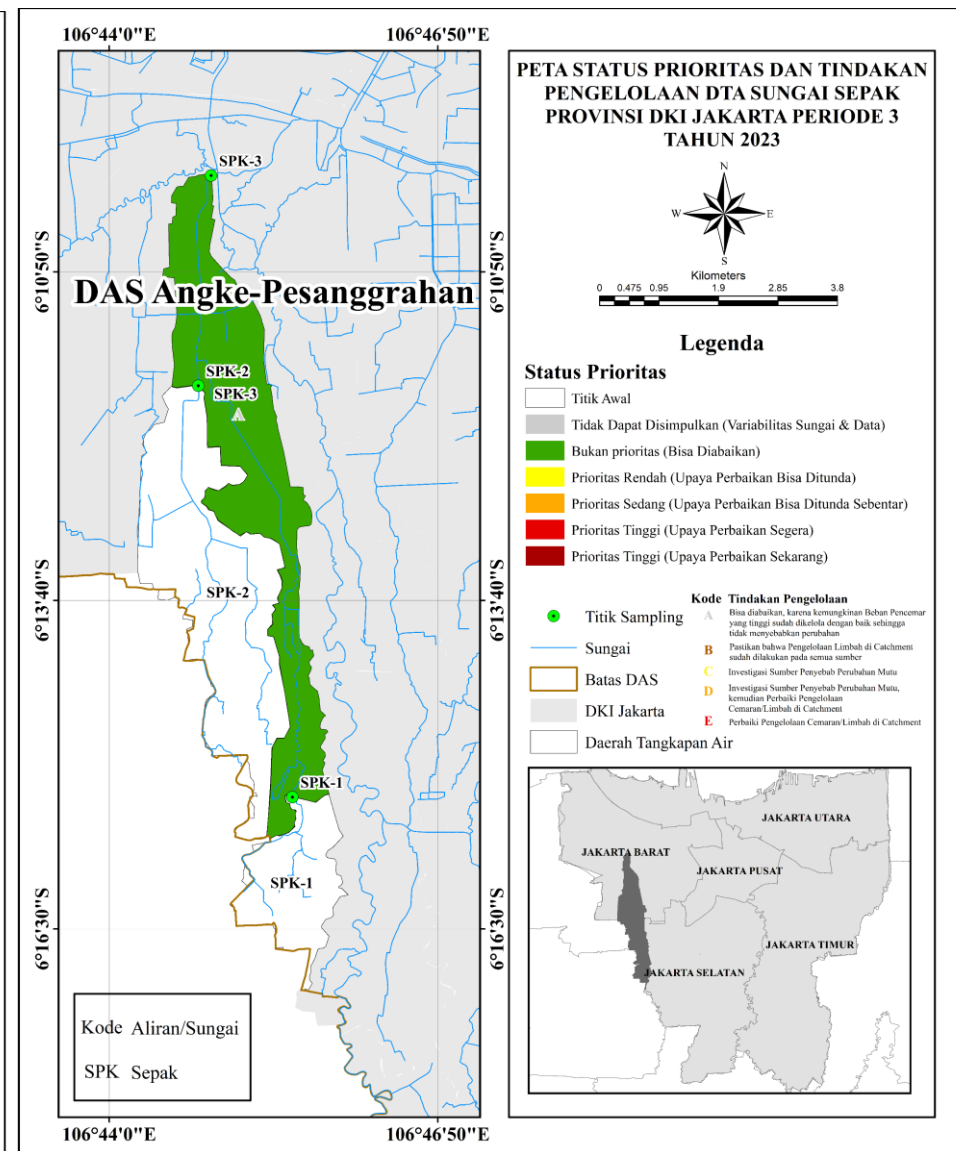 106°44'0"E
106°46'50"E
SPK-3
6°10'50"S
6°10'50"S
DAS Angke-Pesanggrahan
SPK-2
SPK-3
A
6°13'40"S
6°13'40"S
SPK-2
SPK-1
SPK-1
6°16'30"S
6°16'30"S
Kode Aliran/Sungai
SPK Sepak
106°44'0"E
106°46'50"E
PETA STATUS PRIORITAS DAN TINDAKAN
PENGELOLAAN DTA SUNGAI SEPAK
PROVINSI DKI JAKARTA PERIODE 3
TAHUN 2023
N
W
E
S
Kilometers
0 0.475 0.95 1.9 2.85 3.8
Legenda
Status Prioritas
Titik Awal
Tidak Dapat Disimpulkan (Variabilitas Sungai & Data)
Bukan prioritas (Bisa Diabaikan)
Prioritas Rendah (Upaya Perbaikan Bisa Ditunda)
Prioritas Sedang (Upaya Perbaikan Bisa Ditunda Sebentar)
Prioritas Tinggi (Upaya Perbaikan Segera)
Prioritas Tinggi (Upaya Perbaikan Sekarang)
Titik Sampling
Sungai
Batas DAS
DKI Jakarta
Daerah Tangkapan Air
Kode Tindakan Pengelolaan
A Bisa diabaikan, karena kemungkinan Beban Pencemar
yang tinggi sudah dikelola dengan baik sehingga
tidak menyebabkan perubahan
B Pastikan bahwa Pengelolaan Limbah di Catchment
sudah dilakukan pada semua sumber
C Investigasi Sumber Penyebab Perubahan Mutu
D Investigasi Sumber Penyebab Perubahan Mutu,
kemudian Perbaiki Pengelolaan
Cemaran/Limbah di Catchment
E Perbaiki Pengelolaan Cemaran/Limbah di Catchment
JAKARTA UTARA
JAKARTA BARAT
JAKARTA PUSAT
JAKARTA TIMUR
JAKARTA SELATAN